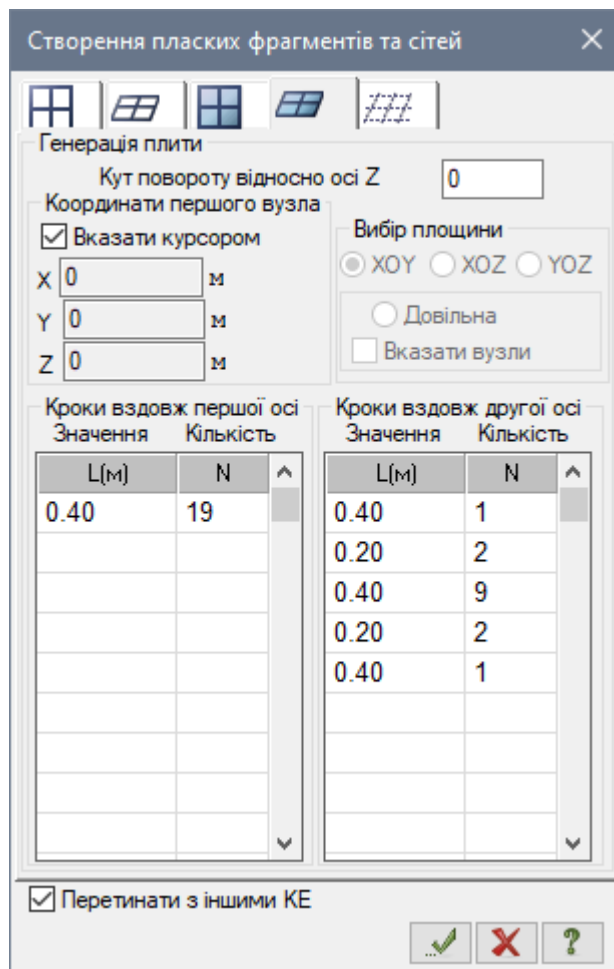 Створення пласких фрагментів та сітей
Генерація плити
Кут повороту відносно осі Z 0
Координати першого вузла
Вказати курсором
X 0 м
Y 0 м
Z 0 м
Вибір площини
XOY XOZ YOZ
Довільна
Вказати вузли
Кроки вздовж першої осі
Значення Кількість
L(м) N
0.40 19
Кроки вздовж другої осі
Значення Кількість
L(м) N
0.40 1
0.20 2
0.40 9
0.20 2
0.40 1
Перетинати з іншими КЕ
?